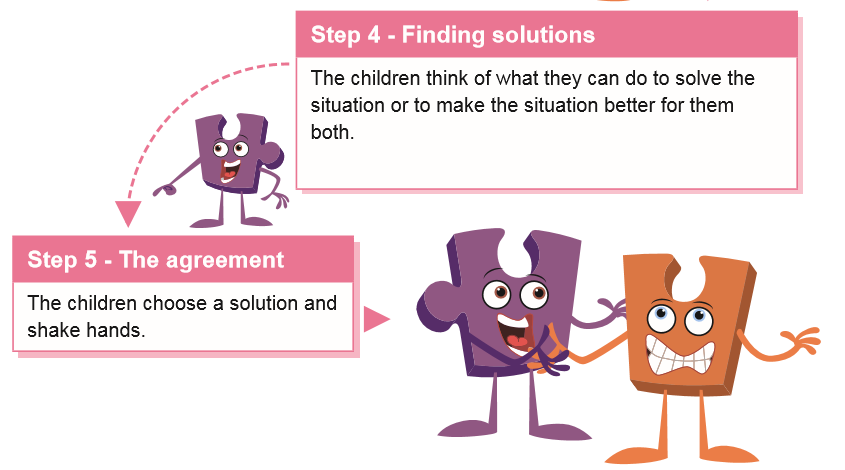 Step 4 - Finding solutions
The children think of what they can do to solve the
situation or to make the situation better for them
both.
Step 5 - The agreement
The children choose a solution and
shake hands.